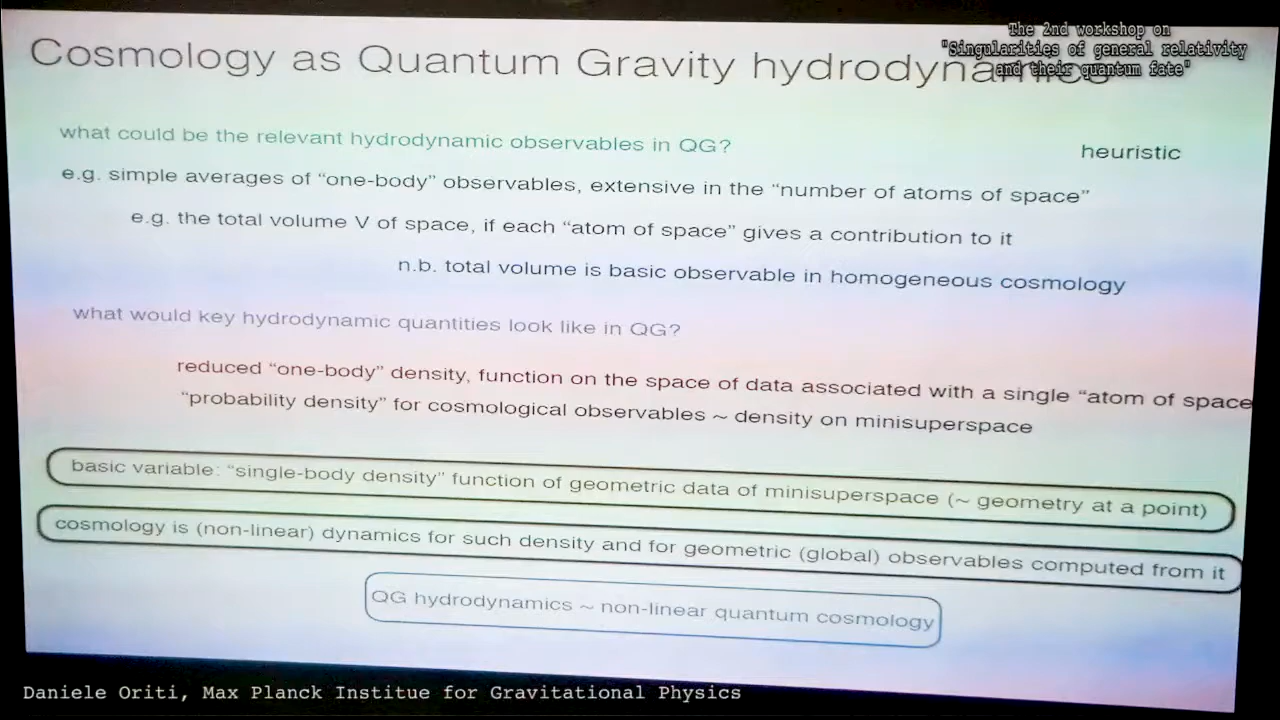 The 2nd workshop on
"Singularities of general relativity
and their quantum fate"
Cosmology as Quantum Gravity hydrodynamics
what could be the relevant hydrodynamic observables in QG?
heuristic
e.g. simple averages of “one-body” observables, extensive in the “number of atoms of space”
e.g. the total volume V of space, if each “atom of space” gives a contribution to it
n.b. total volume is basic observable in homogeneous cosmology
what would key hydrodynamic quantities look like in QG?
reduced “one-body” density, function on the space of data associated with a single “atom of space
“probability density” for cosmological observables ~ density on minisuperspace
basic variable: “single-body density” function of geometric data of minisuperspace (~ geometry at a point)
cosmology is (non-linear) dynamics for such density and for geometric (global) observables computed from it
QG hydrodynamics ~ non-linear quantum cosmology
Daniele Oriti, Max Planck Institue for Gravitational Physics